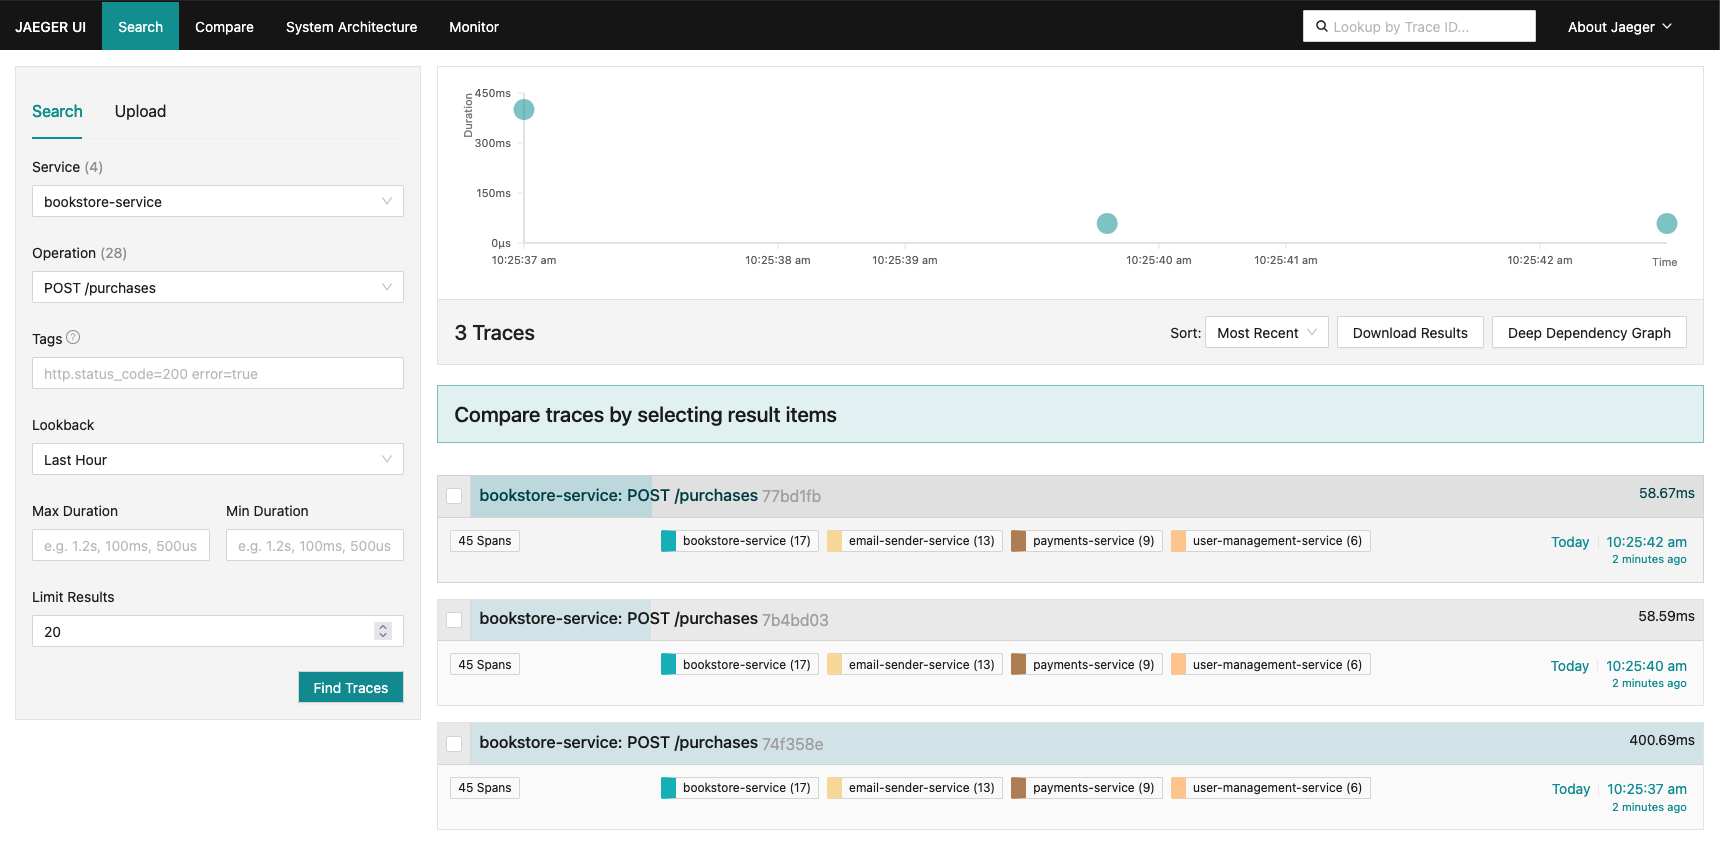 JAEGER UI Search Compare System Architecture Monitor Lookup by Trace ID... About Jaeger
Search Upload
Service (4)
bookstore-service
Operation (28)
POST /purchases
Tags ?
http.status_code=200 error=true
Lookback
Last Hour
Max Duration Min Duration
e.g. 1.2s, 100ms, 500us e.g. 1.2s, 100ms, 500us
Limit Results
20
Find Traces
Duration
450ms
300ms
150ms
0μs
10:25:37 am 10:25:38 am 10:25:39 am 10:25:40 am 10:25:41 am 10:25:42 am Time
3 Traces Sort: Most Recent Download Results Deep Dependency Graph
Compare traces by selecting result items
bookstore-service: POST /purchases 77bd1fb 58.67ms
45 Spans bookstore-service (17) email-sender-service (13) payments-service (9) user-management-service (6) Today 10:25:42 am
2 minutes ago
bookstore-service: POST /purchases 7b4bd03 58.59ms
45 Spans bookstore-service (17) email-sender-service (13) payments-service (9) user-management-service (6) Today 10:25:40 am
2 minutes ago
bookstore-service: POST /purchases 74f358e 400.69ms
45 Spans bookstore-service (17) email-sender-service (13) payments-service (9) user-management-service (6) Today 10:25:37 am
2 minutes ago